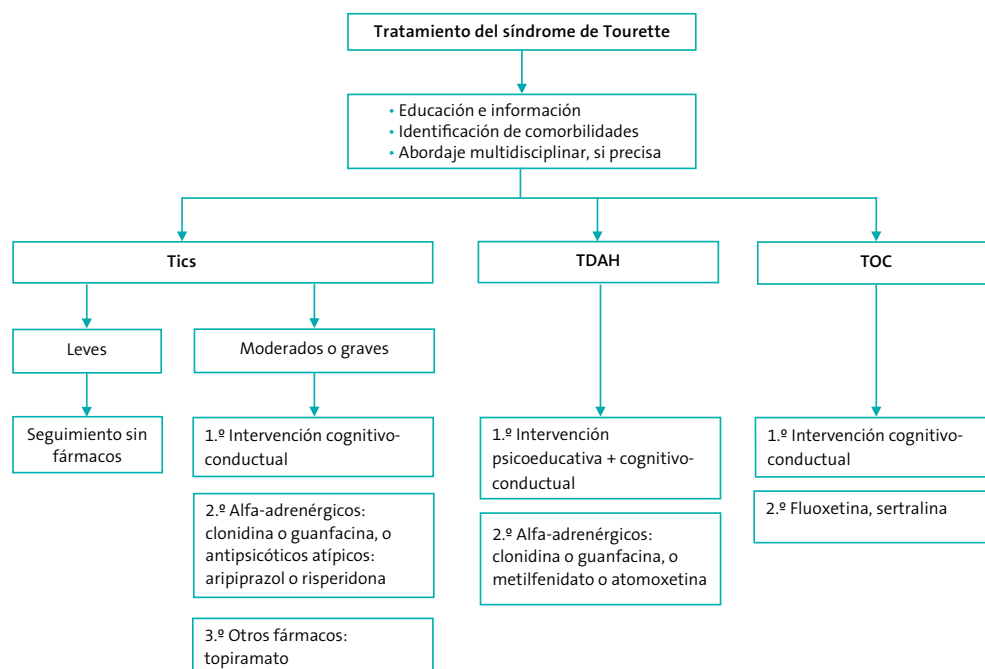 Tratamiento del síndrome de Tourette
• Educación e información
• Identificación de comorbilidades
• Abordaje multidisciplinar, si precisa
Tics
TDAH
TOC
Leves
Moderados o graves
Seguimiento sin
fármacos
1.º Intervención cognitivo-
conductual
2.º Alfa-adrenérgicos:
clonidina o guanfacina, o
antipsicóticos atípicos:
aripiprazol o risperidona
3.º Otros fármacos:
topiramato
1.º Intervención
psicoeducativa + cognitivo-
conductual
2.º Alfa-adrenérgicos:
clonidina o guanfacina, o
metilfenidato o atomoxetina
1.º Intervención cognitivo-
conductual
2.º Fluoxetina, sertralina